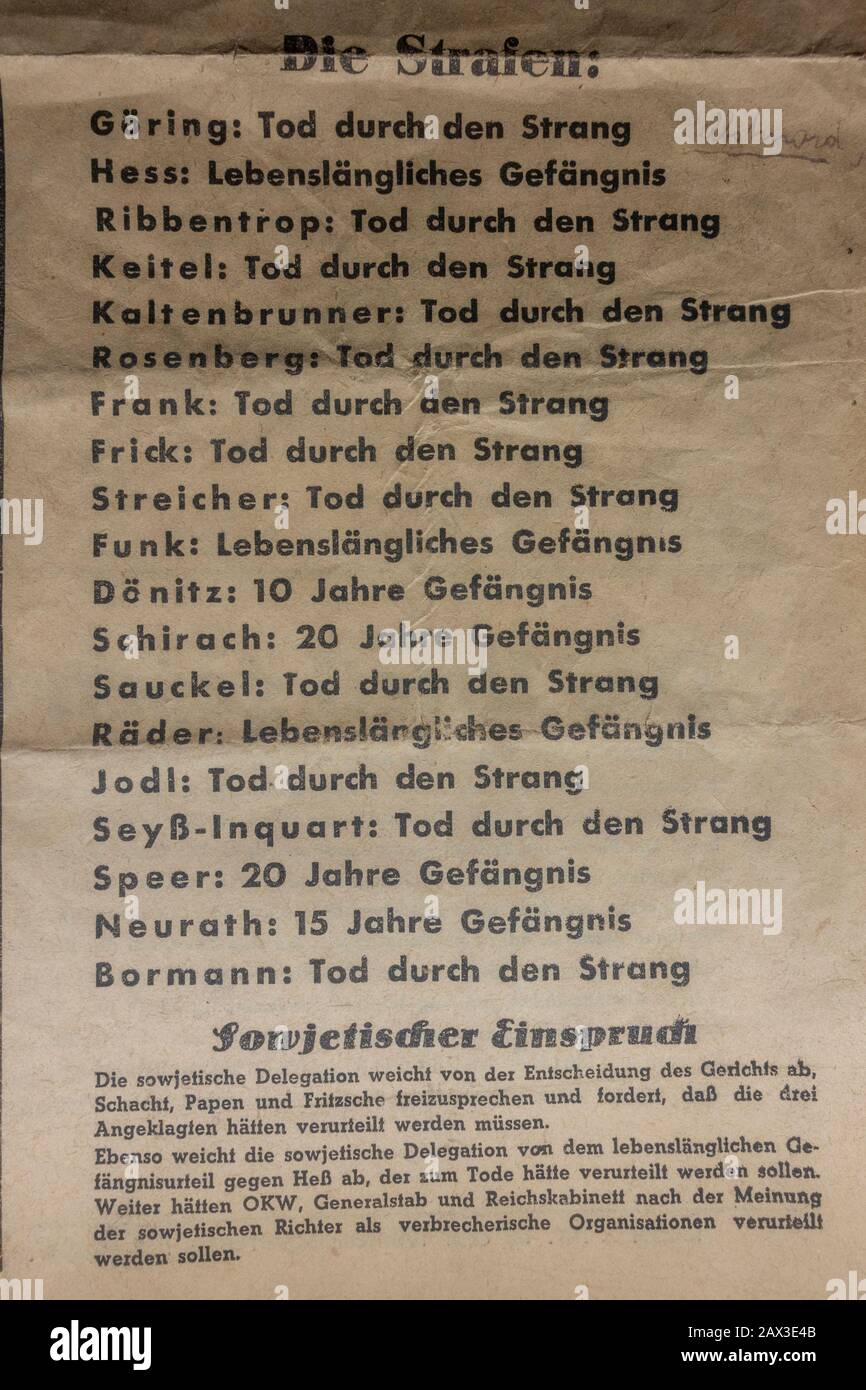 Die Strafen:
Göring: Tod durch den Strang
Hess: Lebenslängliches Gefängnis
Ribbentrop: Tod durch den Strang
Keitel: Tod durch den Strang
Kaltenbrunner: Tod durch den Strang
Rosenberg: Tod durch den Strang
Frank: Tod durch den Strang
Frick: Tod durch den Strang
Streicher: Tod durch den Strang
Funk: Lebenslängliches Gefängnis
Dönitz: 10 Jahre Gefängnis
Schirach: 20 Jahre Gefängnis
Sauckel: Tod durch den Strang
Räder: Lebenslängliches Gefängnis
Jodl: Tod durch den Strang
Seyß-Inquart: Tod durch den Strang
Speer: 20 Jahre Gefängnis
Neurath: 15 Jahre Gefängnis
Bormann: Tod durch den Strang
Sowjetischer Einspruch
Die sowjetische Delegation weicht von der Entscheidung des Gerichts ab,
Schacht, Papen und Fritzsche freizusprechen und fordert, daß die drei
Angeklagten hätten verurteilt werden müssen.
Ebenso weicht die sowjetische Delegation von dem lebenslänglichen Ge-
fängnisurteil gegen Heß ab, der zum Tode hätte verurteilt werden sollen.
Weiter hätten OKW, Generalstab und Reichskabinett nach der Meinung
der sowjetischen Richter als verbrecherische Organisationen verurteilt
werden sollen.
alamy
Image ID: 2AX3E4B
www.alamy.com